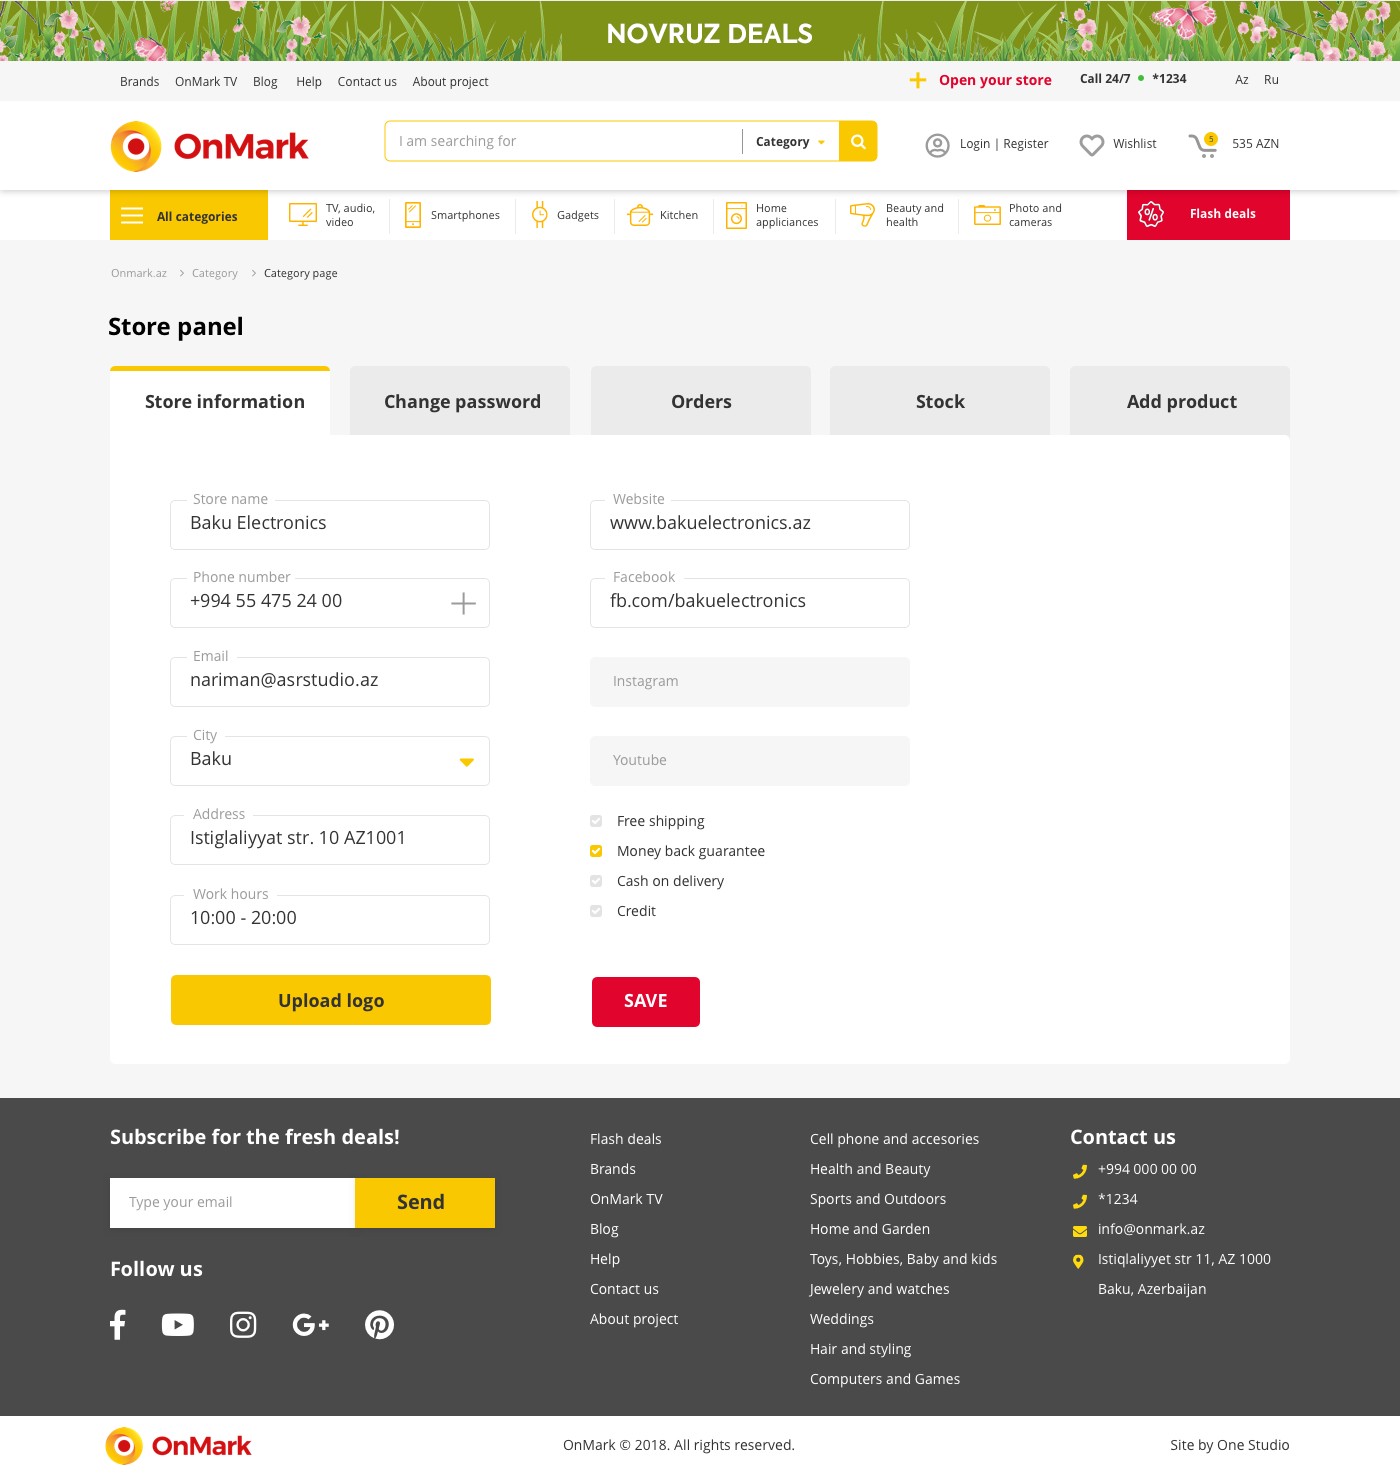 NOVRUZ DEALS
Brands OnMark TV Blog Help Contact us About project
Open your store Call 24/7 *1234 Az Ru
OnMark
I am searching for Category
Login | Register Wishlist 5 535 AZN
All categories
TV, audio,
video
Smartphones
Gadgets
Kitchen
Home
appliciances
Beauty and
health
Photo and
cameras
%
Flash deals
Onmark.az Category Category page
Store panel
Store information Change password Orders Stock Add product
Store name
Baku Electronics
Phone number
+994 55 475 24 00
Email
nariman@asrstudio.az
City
Baku
Address
Istiglaliyyat str. 10 AZ1001
Work hours
10:00 - 20:00
Upload logo
Website
www.bakuelectronics.az
Facebook
fb.com/bakuelectronics
Instagram
Youtube
Free shipping
Money back guarantee
Cash on delivery
Credit
SAVE
Subscribe for the fresh deals!
Type your email Send
Follow us
Flash deals
Brands
OnMark TV
Blog
Help
Contact us
About project
Cell phone and accesories
Health and Beauty
Sports and Outdoors
Home and Garden
Toys, Hobbies, Baby and kids
Jewelery and watches
Weddings
Hair and styling
Computers and Games
Contact us
+994 000 00 00
*1234
info@onmark.az
Istiqlaliyyet str 11, AZ 1000
Baku, Azerbaijan
OnMark
OnMark © 2018. All rights reserved.
Site by One Studio